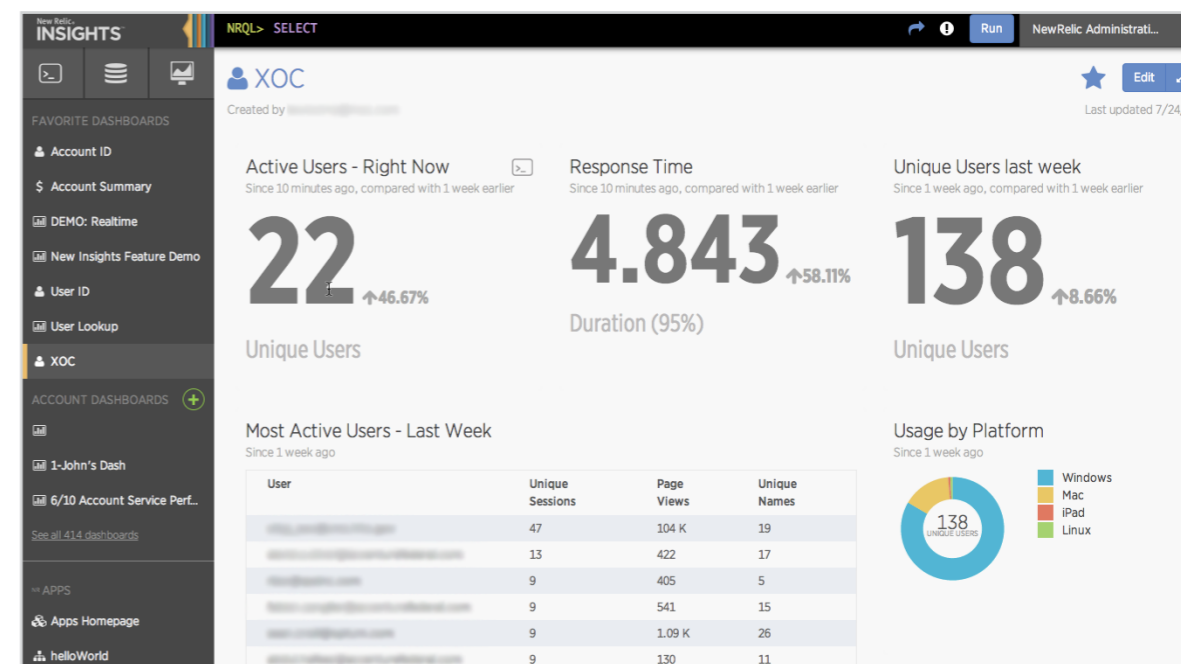 New Relic.
INSIGHTS
NRQL> SELECT
Run
NewRelic Administrati...
XOC
Edit
Created by
Last updated 7/24,
FAVORITE DASHBOARDS
Account ID
$ Account Summary
DEMO: Realtime
New Insights Feature Demo
User ID
User Lookup
XOC
ACCOUNT DASHBOARDS
1-John's Dash
6/10 Account Service Perf...
See all 414 dashboards
APPS
Apps Homepage
helloWorld
Active Users - Right Now
Since 10 minutes ago, compared with 1 week earlier
22
46.67%
Unique Users
Response Time
Since 10 minutes ago, compared with 1 week earlier
4.843
58.11%
Duration (95%)
Unique Users last week
Since 1 week ago, compared with 1 week earlier
138
8.66%
Unique Users
Most Active Users - Last Week
Since 1 week ago
User Unique Sessions Page Views Unique Names
47 104 K 19
13 422 17
9 405 5
9 541 15
9 1.09 K 26
9 130 11
Usage by Platform
Since 1 week ago
138
UNIQUE USERS
Windows
Mac
iPad
Linux